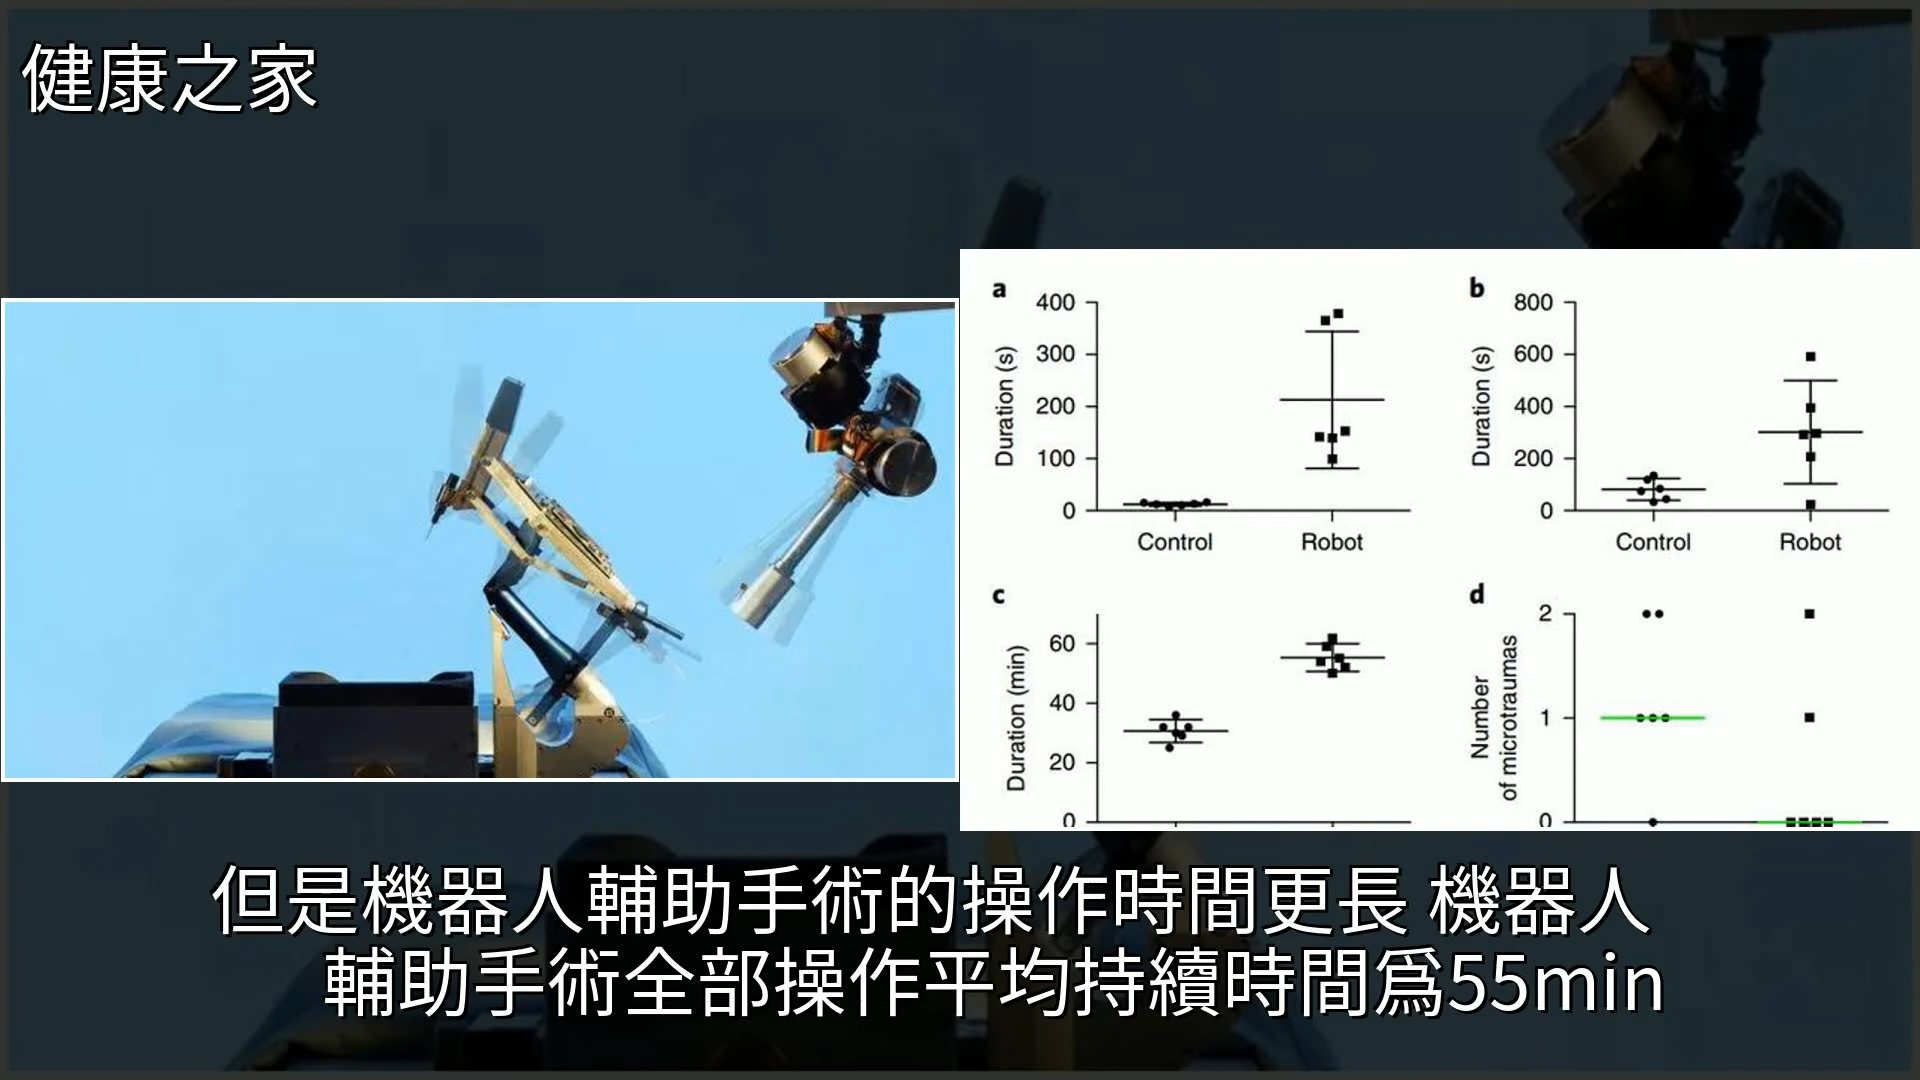 健康之家
a
400
300
200
100
0
Duration (s)
Control
Robot
b
800
600
400
200
0
Duration (s)
Control
Robot
c
60
40
20
0
Duration (min)
d
2
1
0
Number
of microtraumas
但是機器人輔助手術的操作時間更長 機器人
輔助手術全部操作平均持續時間爲55min